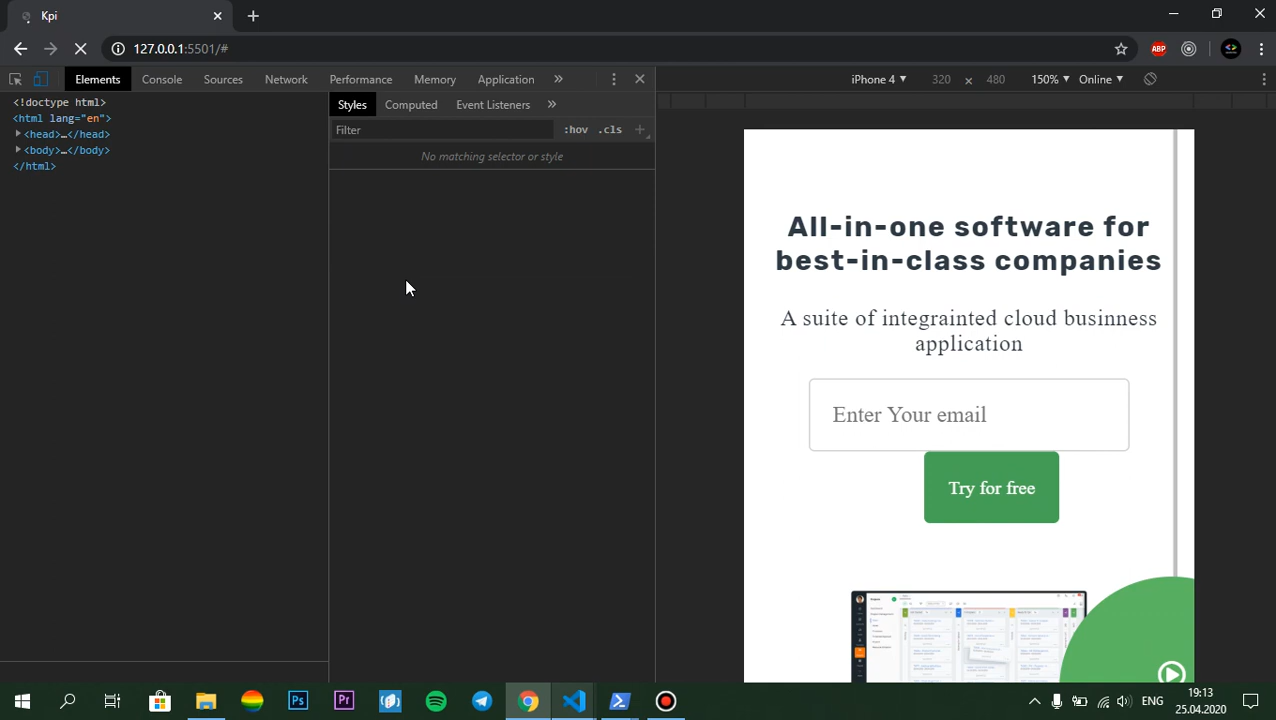 Kpi
127.0.0.1:5501/#
ABP
Elements Console Sources Network Performance Memory Application »
iPhone 4 ▼ 320 × 480 150% ▼ Online ▼
<!doctype html>
<html lang="en">
<head>…</head>
<body>…</body>
</html>
Styles Computed Event Listeners »
Filter :hov .cls +
No matching selector or style
All-in-one software for
best-in-class companies
A suite of integrainted cloud businness
application
Enter Your email
Try for free
Ps Pr
ENG
19:13
25.04.2020